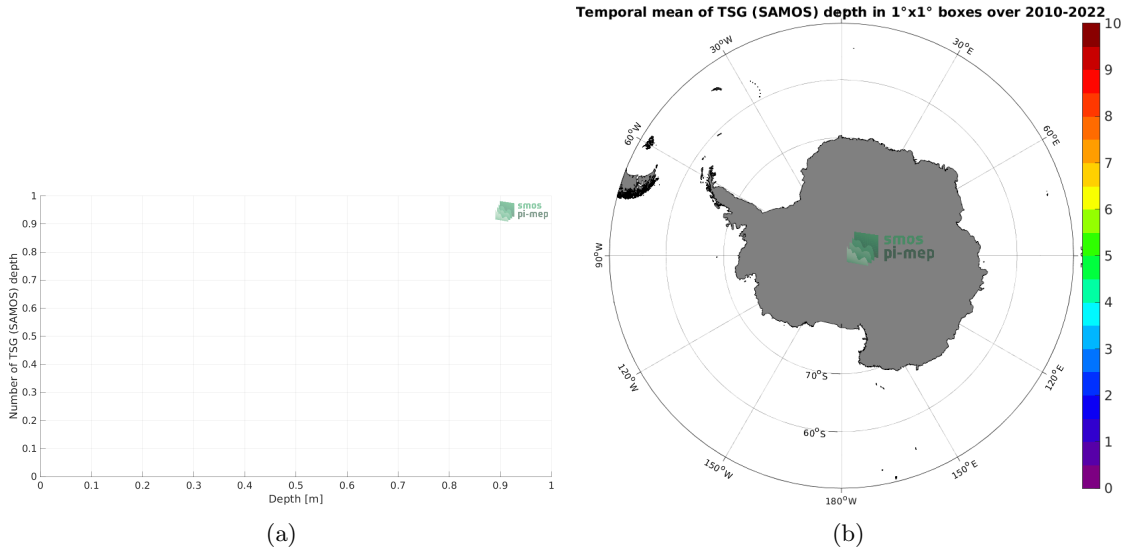 Temporal mean of TSG (SAMOS) depth in 1°x1° boxes over 2010-2022
Number of TSG (SAMOS) depth
1
0.9
0.8
0.7
0.6
0.5
0.4
0.3
0.2
0.1
0
0
0.1
0.2
0.3
0.4
0.5
0.6
0.7
0.8
0.9
1
Depth [m]
smos
pi-mep
(a)
30°W
30°E
60°W
60°E
90°W
120°W
120°E
150°W
150°E
180°W
70°S
60°S
smos
pi-mep
10
9
8
7
6
5
4
3
2
1
0
(b)